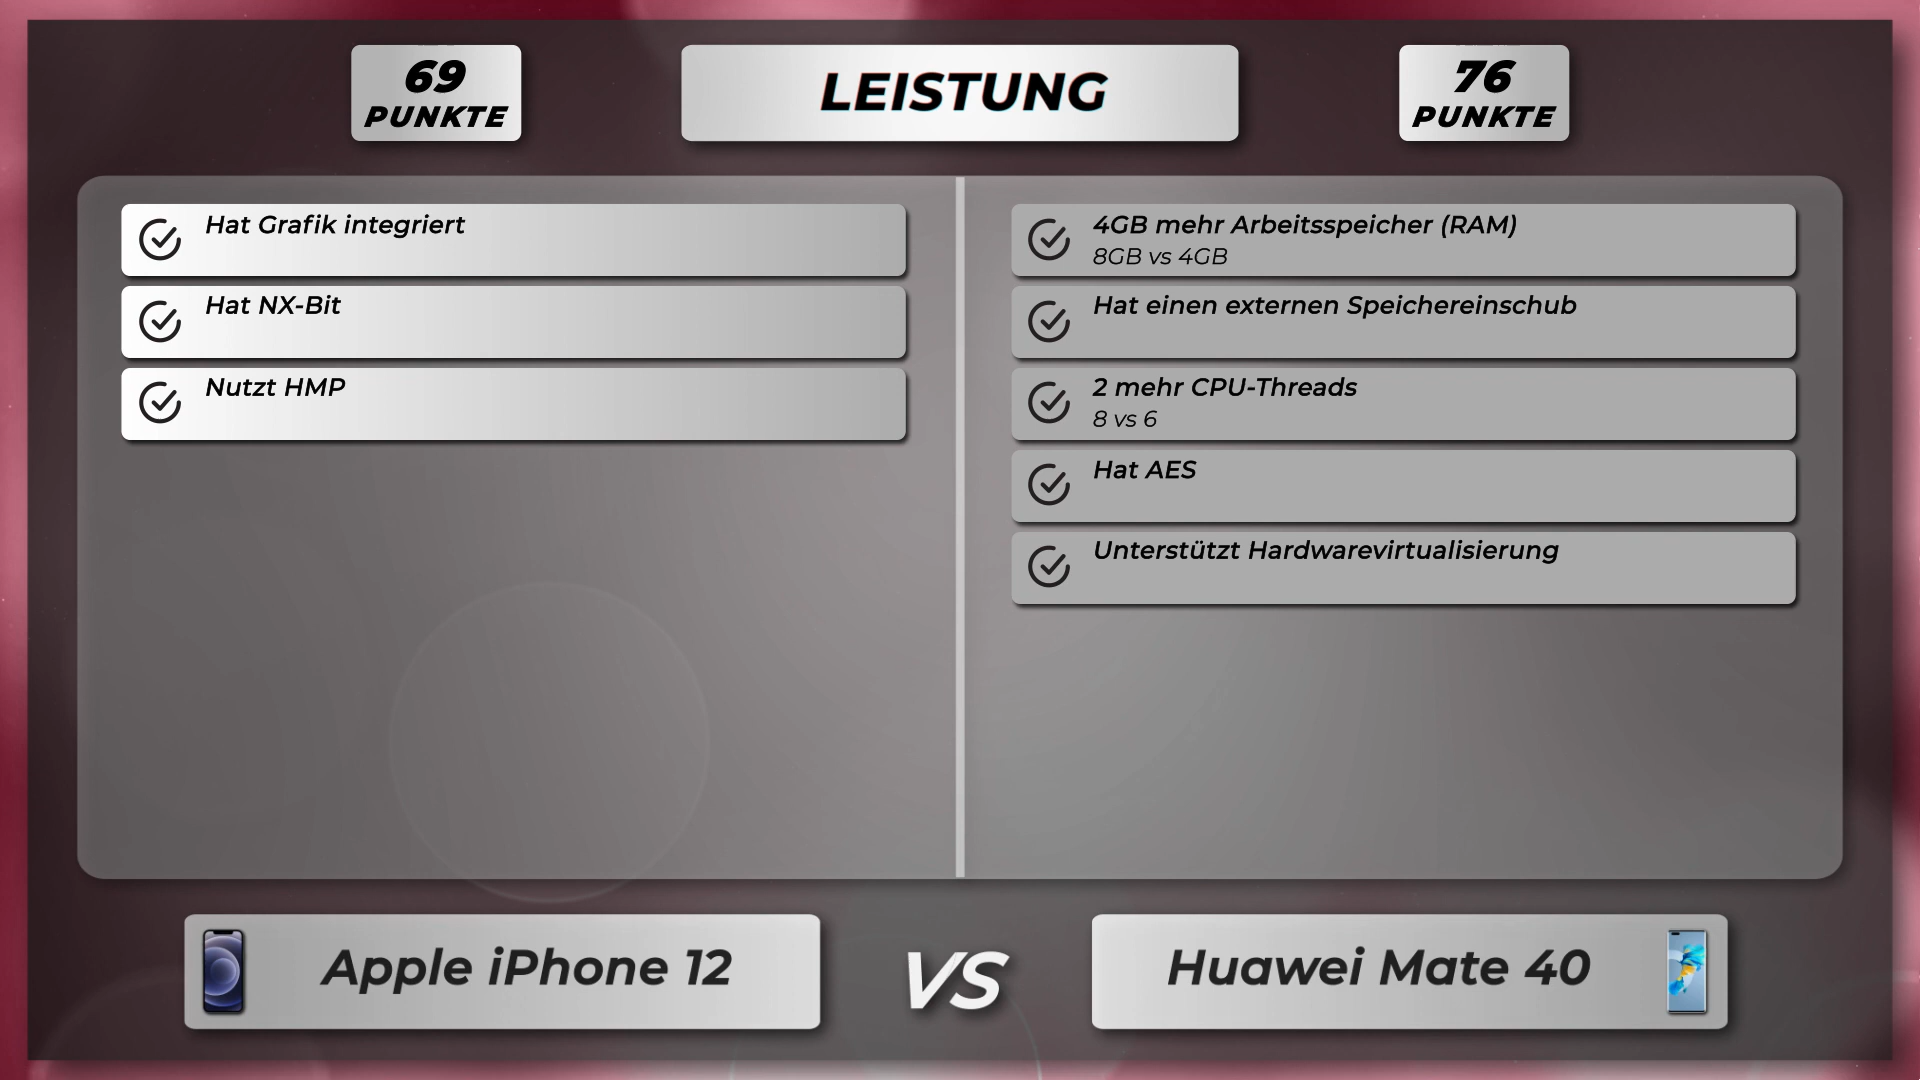 69
PUNKTE
LEISTUNG
76
PUNKTE
Hat Grafik integriert
Hat NX-Bit
Nutzt HMP
4GB mehr Arbeitsspeicher (RAM)
8GB vs 4GB
Hat einen externen Speichereinschub
2 mehr CPU-Threads
8 vs 6
Hat AES
Unterstützt Hardwarevirtualisierung
Apple iPhone 12
VS
Huawei Mate 40